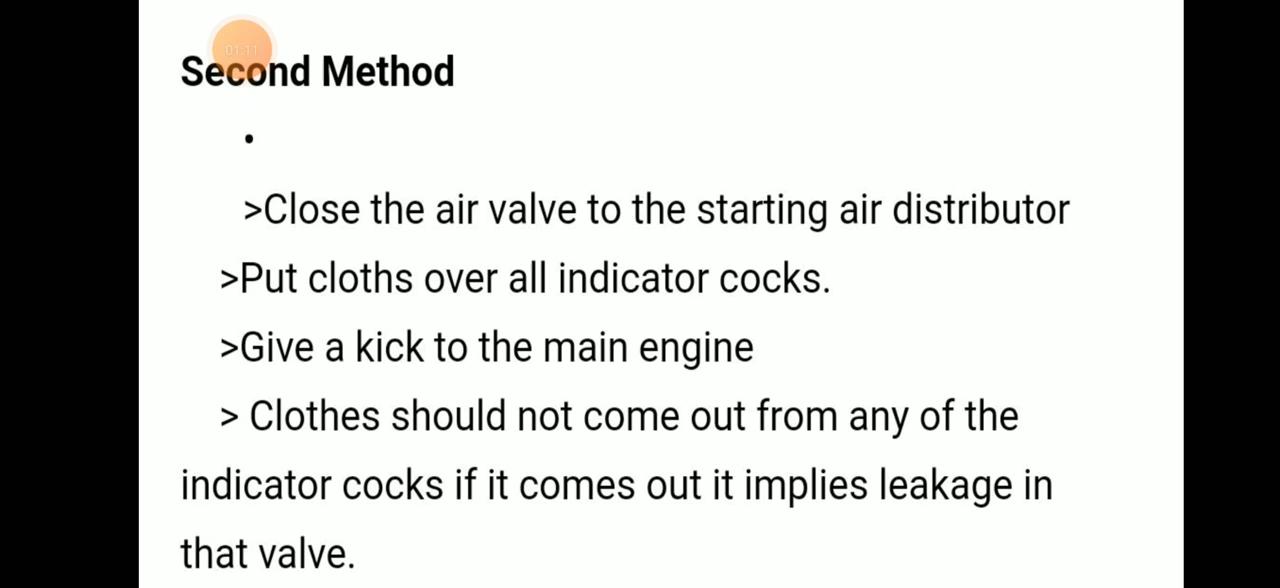 01:11
Second Method
•
>Close the air valve to the starting air distributor
>Put cloths over all indicator cocks.
>Give a kick to the main engine
> Clothes should not come out from any of the
indicator cocks if it comes out it implies leakage in
that valve.